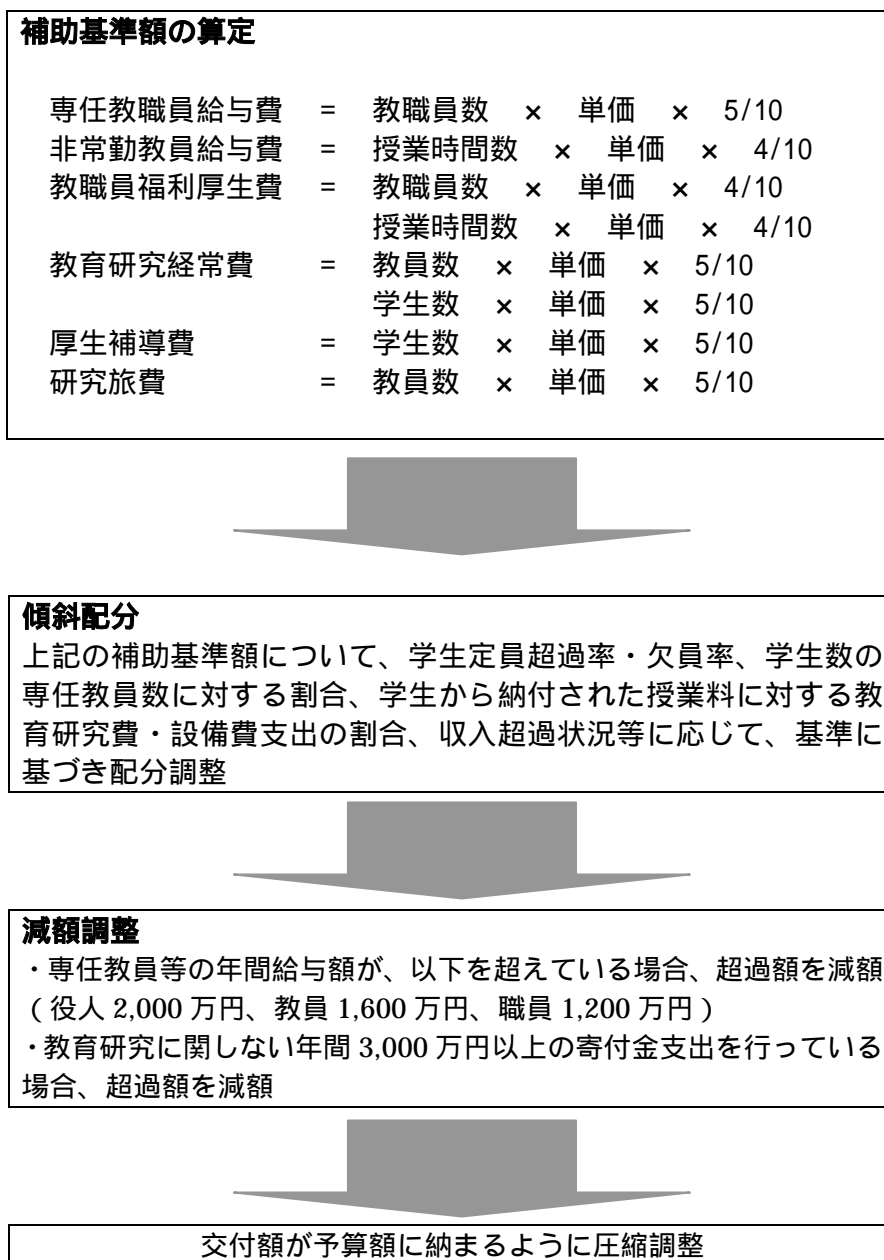 補助基準額の算定
専任教職員給与費 = 教職員数 × 単価 × 5/10
非常勤教員給与費 = 授業時間数 × 単価 × 4/10
教職員福利厚生費 = 教職員数 × 単価 × 4/10
授業時間数 × 単価 × 4/10
教育研究経常費 = 教員数 × 単価 × 5/10
学生数 × 単価 × 5/10
厚生補導費 = 学生数 × 単価 × 5/10
研究旅費 = 教員数 × 単価 × 5/10
傾斜配分
上記の補助基準額について、学生定員超過率・欠員率、学生数の
専任教員数に対する割合、学生から納付された授業料に対する教
育研究費・設備費支出の割合、収入超過状況等に応じて、基準に
基づき配分調整
減額調整
・専任教員等の年間給与額が、以下を超えている場合、超過額を減額
(役人 2,000 万円、教員 1,600 万円、職員 1,200 万円)
・教育研究に関しない年間 3,000 万円以上の寄付金支出を行っている
場合、超過額を減額
交付額が予算額に納まるように圧縮調整